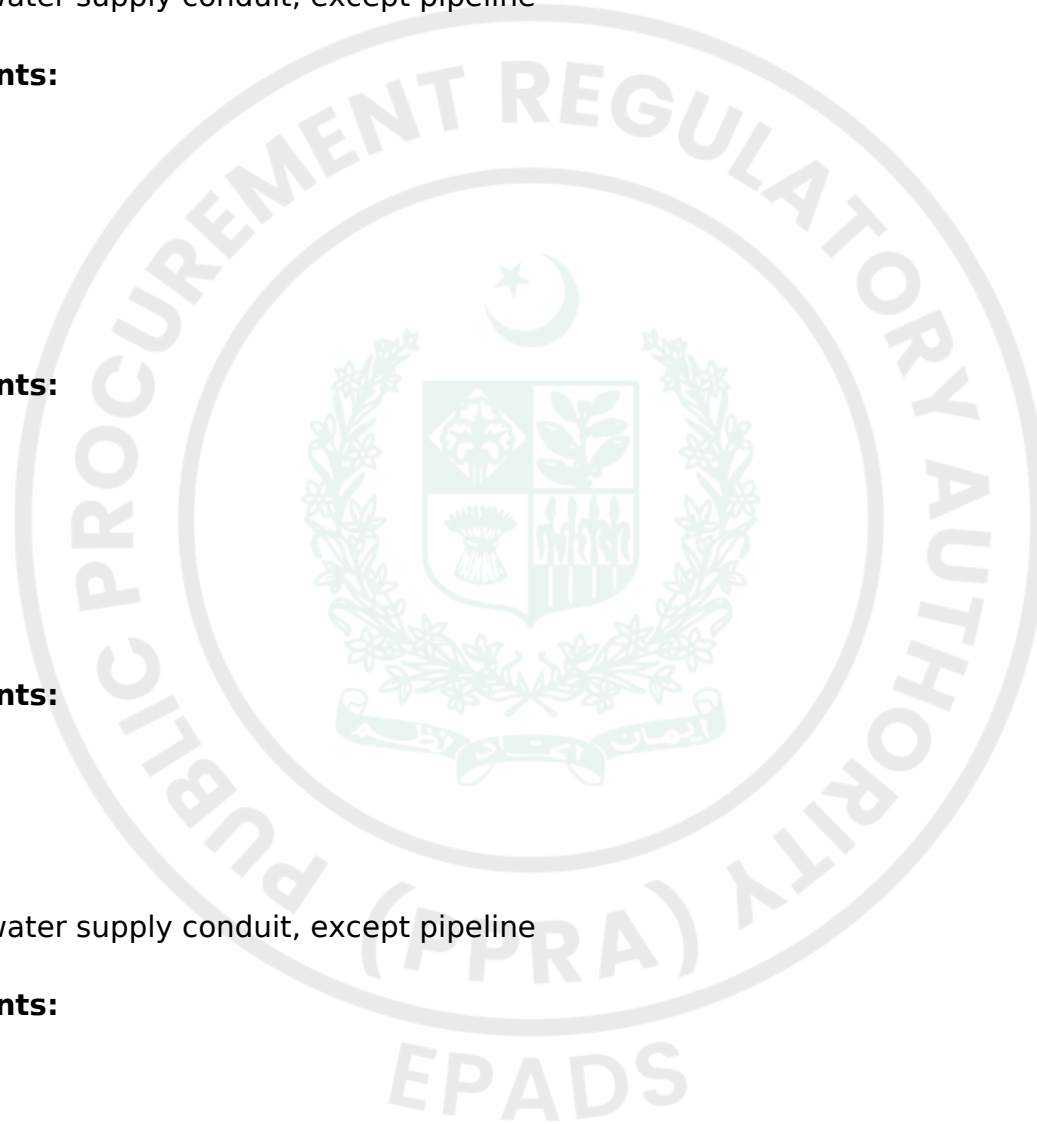 water supply conduit, except pipeline
nts:
nts:
nts:
water supply conduit, except pipeline
nts:
PUBLIC PROCUREMENT REGULATORY AUTHORITY
(PPRA)
EPADS